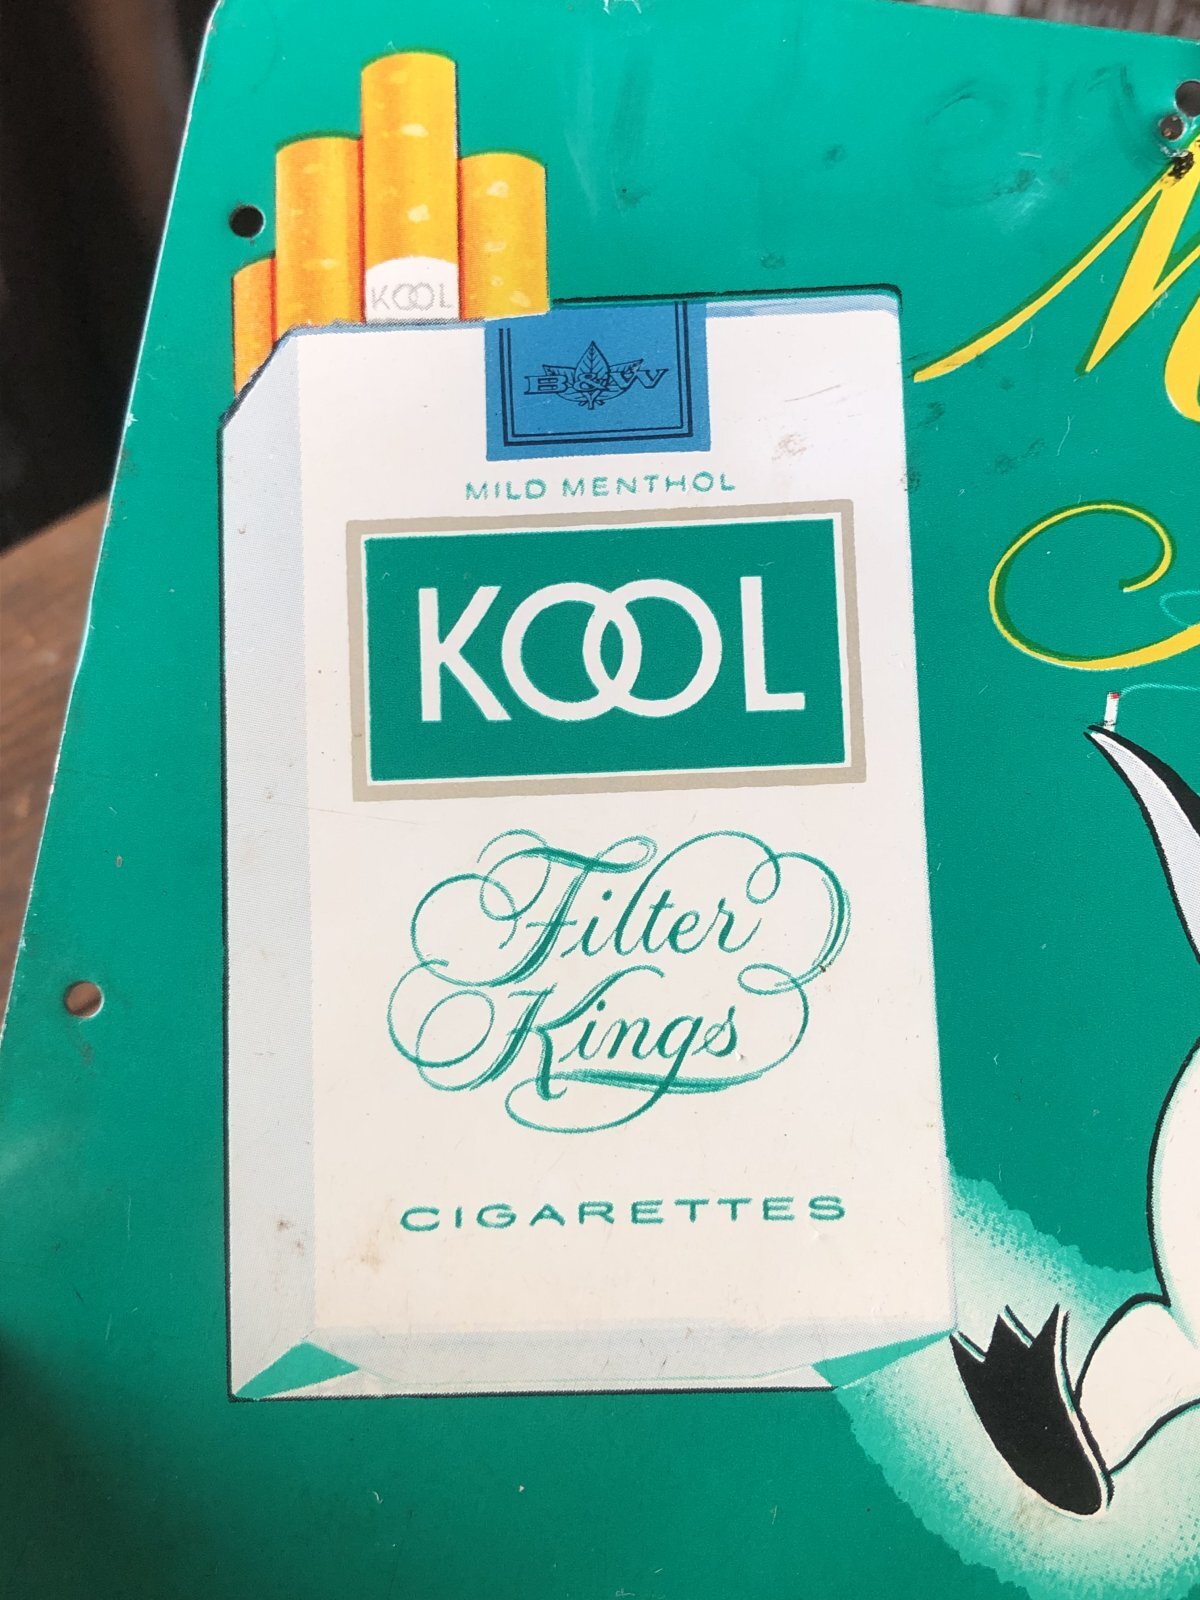 KOOL
B&W
MILD MENTHOL
KOOL
Filter
Kings
CIGARETTES